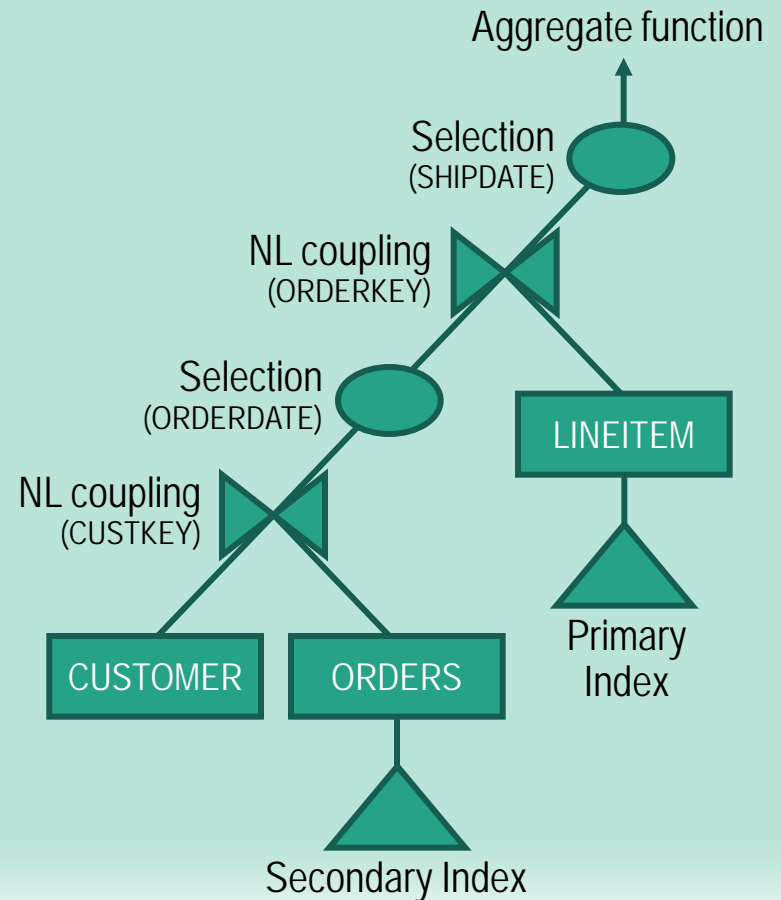 Aggregate function
Selection
(SHIPDATE)
NL coupling
(ORDERKEY)
Selection
(ORDERDATE)
LINEITEM
NL coupling
(CUSTKEY)
Primary
Index
CUSTOMER
ORDERS
Secondary Index